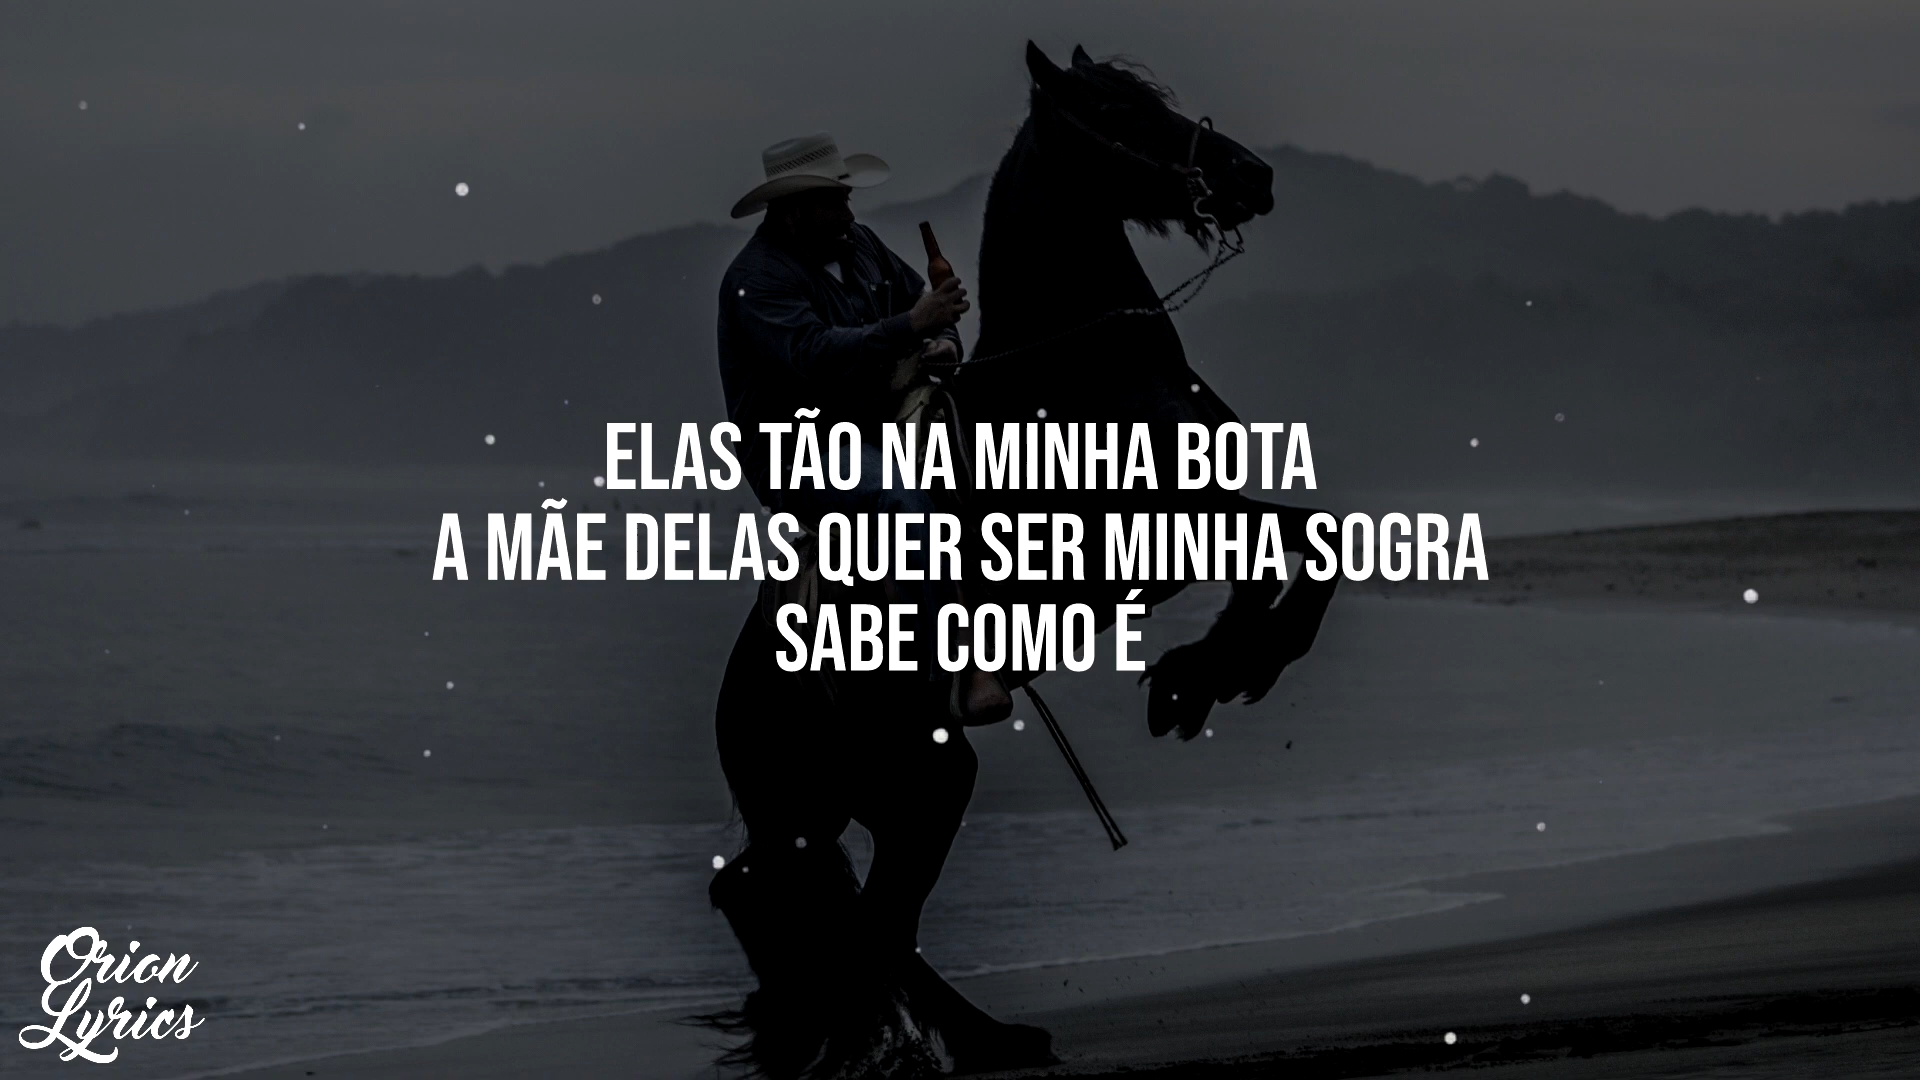 ELAS TÃO NA MINHA BOTA
A MÃE DELAS QUER SER MINHA SOGRA
SABE COMO É
Orion
Lyrics